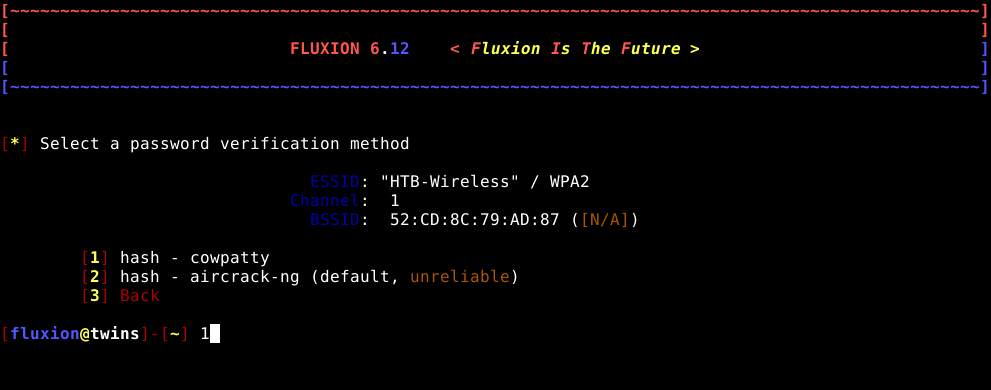 [~~~~~~~~~~~~~~~~~~~~~~~~~~~~~~~~~~~~~~~~~~~~~~~~~~~~~~~~~~~~~~~~~~~~~~~~~~~~~~~~~~~~~~~~~~~~~~~~~]
[ ]
[ FLUXION 6.12 < Fluxion Is The Future > ]
[ ]
[~~~~~~~~~~~~~~~~~~~~~~~~~~~~~~~~~~~~~~~~~~~~~~~~~~~~~~~~~~~~~~~~~~~~~~~~~~~~~~~~~~~~~~~~~~~~~~~~~]
[*] Select a password verification method
ESSID: "HTB-Wireless" / WPA2
Channel: 1
BSSID: 52:CD:8C:79:AD:87 ([N/A])
[1] hash - cowpatty
[2] hash - aircrack-ng (default, unreliable)
[3] Back
[fluxion@twins]-[~] 1